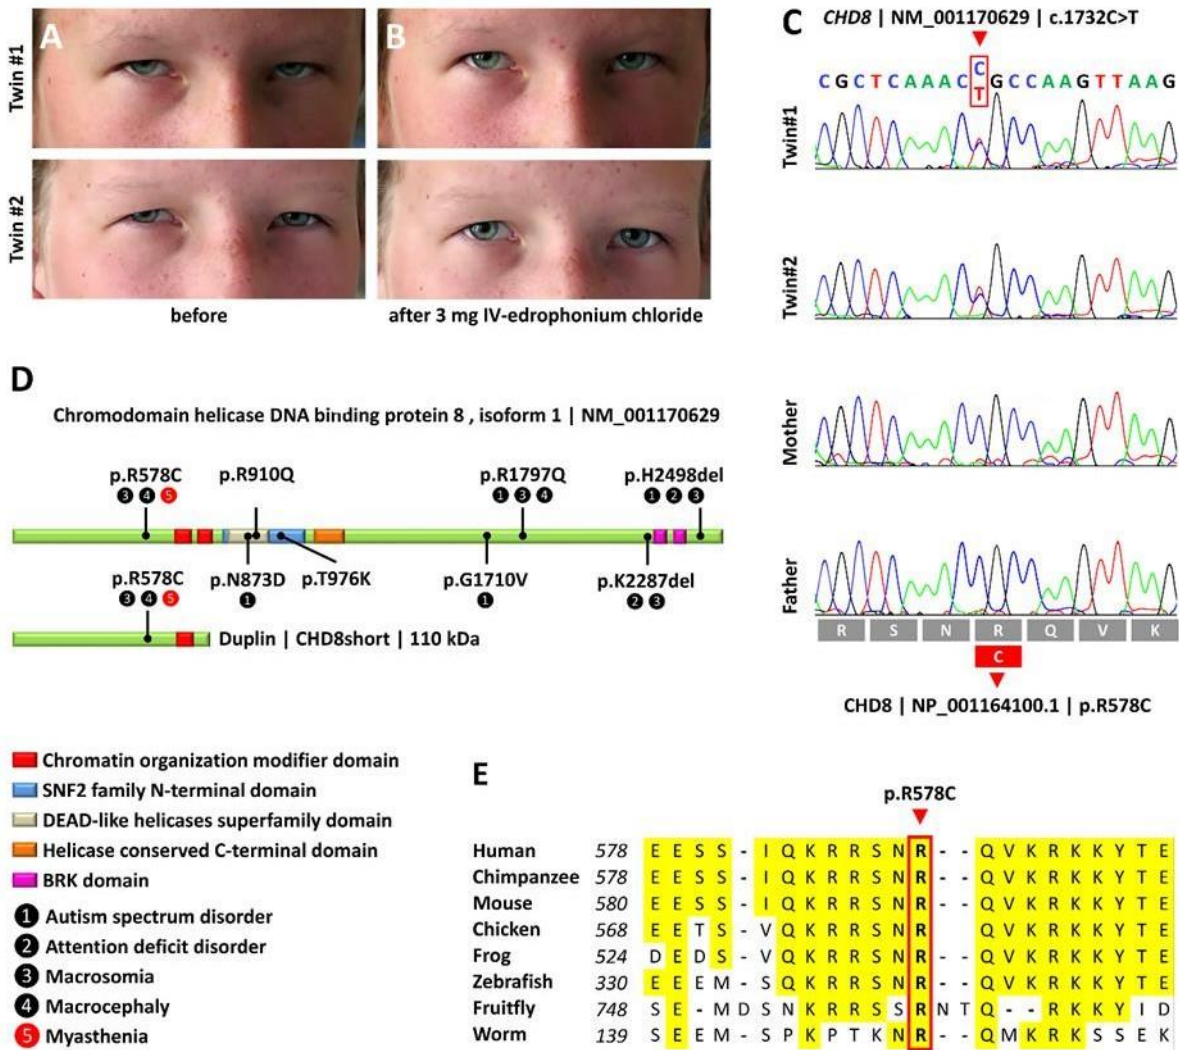 A
B
Twin #1
Twin #2
before
after 3 mg IV-edrophonium chloride
C
CHD8 | NM_001170629 | c.1732C>T
C G C T C A A A C C G C C A A G T T A A G
T
Twin#1
Twin#2
Mother
Father
R S N R Q V K
C
CHD8 | NP_001164100.1 | p.R578C
D
Chromodomain helicase DNA binding protein 8 , isoform 1 | NM_001170629
p.R578C p.R910Q p.R1797Q p.H2498del
3 4 5 1 3 4 1 2 3
p.R578C p.N873D p.T976K p.G1710V p.K2287del
3 4 5 1 1 2 3
Duplin | CHD8short | 110 kDa
Chromatin organization modifier domain
SNF2 family N-terminal domain
DEAD-like helicases superfamily domain
Helicase conserved C-terminal domain
BRK domain
1 Autism spectrum disorder
2 Attention deficit disorder
3 Macrosomia
4 Macrocephaly
5 Myasthenia
E
p.R578C
Human 578 E E S S - I Q K R R S N R - - Q V K R K K Y T E
Chimpanzee 578 E E S S - I Q K R R S N R - - Q V K R K K Y T E
Mouse 580 E E S S - I Q K R R S N R - - Q V K R K K Y T E
Chicken 568 E E T S - V Q K R R S N R - - Q V K R K K Y T E
Frog 524 D E D S - V Q K R R S N R - - Q V K R K K Y T E
Zebrafish 330 E E E M - S Q K R R S N R - - Q V K R K K Y T E
Fruitfly 748 S E - M D S N K R R S S R N T Q - - R K K Y I D
Worm 139 S E E M - S P K P T K N R - - Q M K R K S S E K